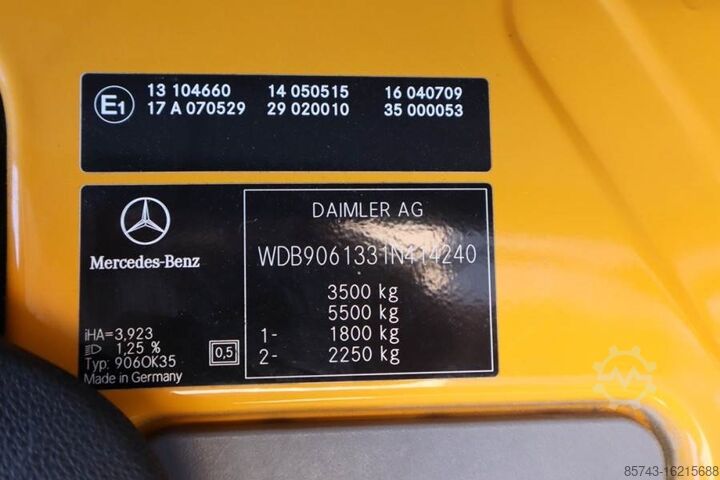 E1 13 104660 14 050515 16 040709
17 A 070529 29 020010 35 000053
Mercedes-Benz
DAIMLER AG
WDB9061331N414240
3500 kg
5500 kg
1- 1800 kg
2- 2250 kg
iHA=3,923
1,25 %
Typ: 906OK35
Made in Germany
0,5
85743-16215688